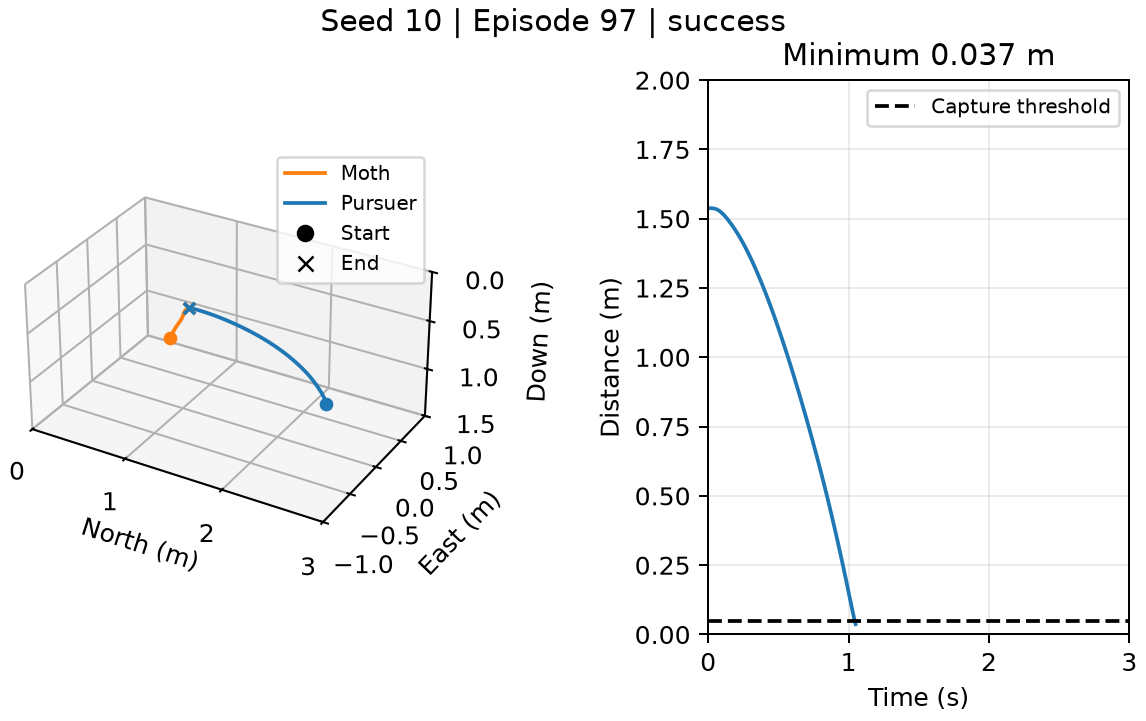 Seed 10 | Episode 97 | success
Moth
Pursuer
Start
End
0
1
2
3
North (m)
−1.0
−0.5
0.0
0.5
1.0
East (m)
0.0
0.5
1.0
1.5
Down (m)
Minimum 0.037 m
Capture threshold
2.00
1.75
1.50
1.25
1.00
0.75
0.50
0.25
0.00
Distance (m)
0
1
2
3
Time (s)